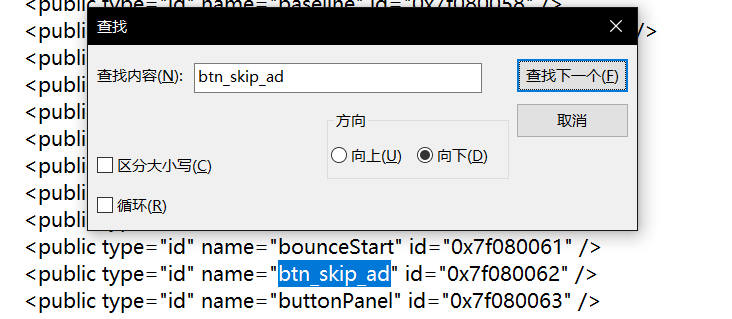 <public type="id" name="baseline" id="0x7f080058" />
查找
查找内容(N):
btn_skip_ad
查找下一个(F)
取消
方向
向上(U)
向下(D)
区分大小写(C)
循环(R)
<public
/>
<public
<public
<public
<public
<public
<public
<public
<public type="id" name="bounceStart" id="0x7f080061" />
<public type="id" name="btn_skip_ad" id="0x7f080062" />
<public type="id" name="buttonPanel" id="0x7f080063" />